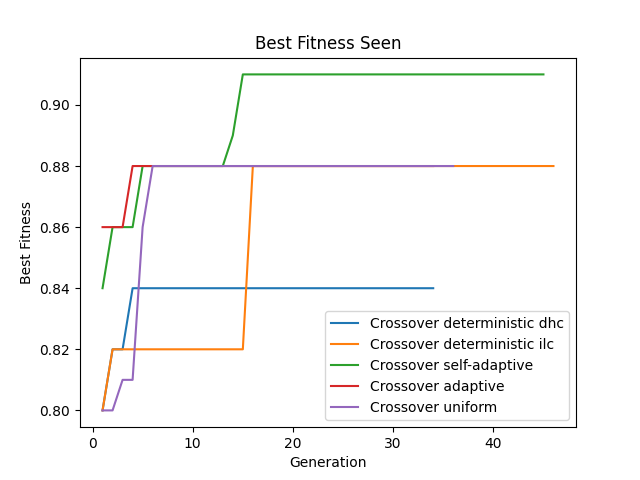 Best Fitness Seen
Best Fitness
0.90
0.88
0.86
0.84
0.82
0.80
Crossover deterministic dhc
Crossover deterministic ilc
Crossover self-adaptive
Crossover adaptive
Crossover uniform
0 10 20 30 40
Generation